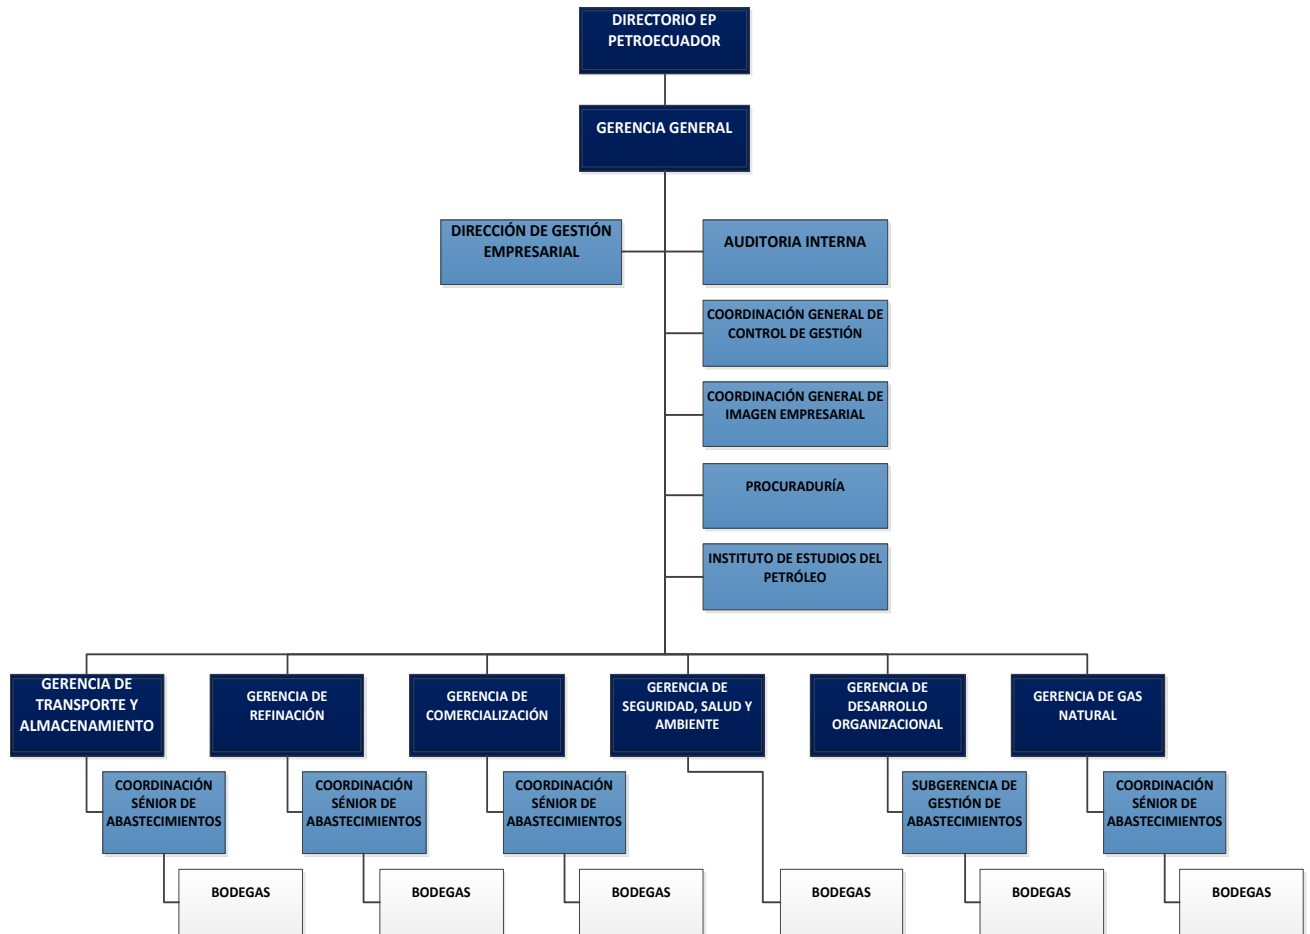 DIRECTORIO EP
PETROECUADOR
GERENCIA GENERAL
DIRECCIÓN DE GESTIÓN
EMPRESARIAL
AUDITORIA INTERNA
COORDINACIÓN GENERAL DE
CONTROL DE GESTIÓN
COORDINACIÓN GENERAL DE
IMAGEN EMPRESARIAL
PROCURADURÍA
INSTITUTO DE ESTUDIOS DEL
PETRÓLEO
GERENCIA DE
TRANSPORTE Y
ALMACENAMIENTO
GERENCIA DE
REFINACIÓN
GERENCIA DE
COMERCIALIZACIÓN
GERENCIA DE
SEGURIDAD, SALUD Y
AMBIENTE
GERENCIA DE
DESARROLLO
ORGANIZACIONAL
GERENCIA DE GAS
NATURAL
COORDINACIÓN
SÉNIOR DE
ABASTECIMIENTOS
COORDINACIÓN
SÉNIOR DE
ABASTECIMIENTOS
COORDINACIÓN
SÉNIOR DE
ABASTECIMIENTOS
SUBGERENCIA DE
GESTIÓN DE
ABASTECIMIENTOS
COORDINACIÓN
SÉNIOR DE
ABASTECIMIENTOS
BODEGAS
BODEGAS
BODEGAS
BODEGAS
BODEGAS
BODEGAS